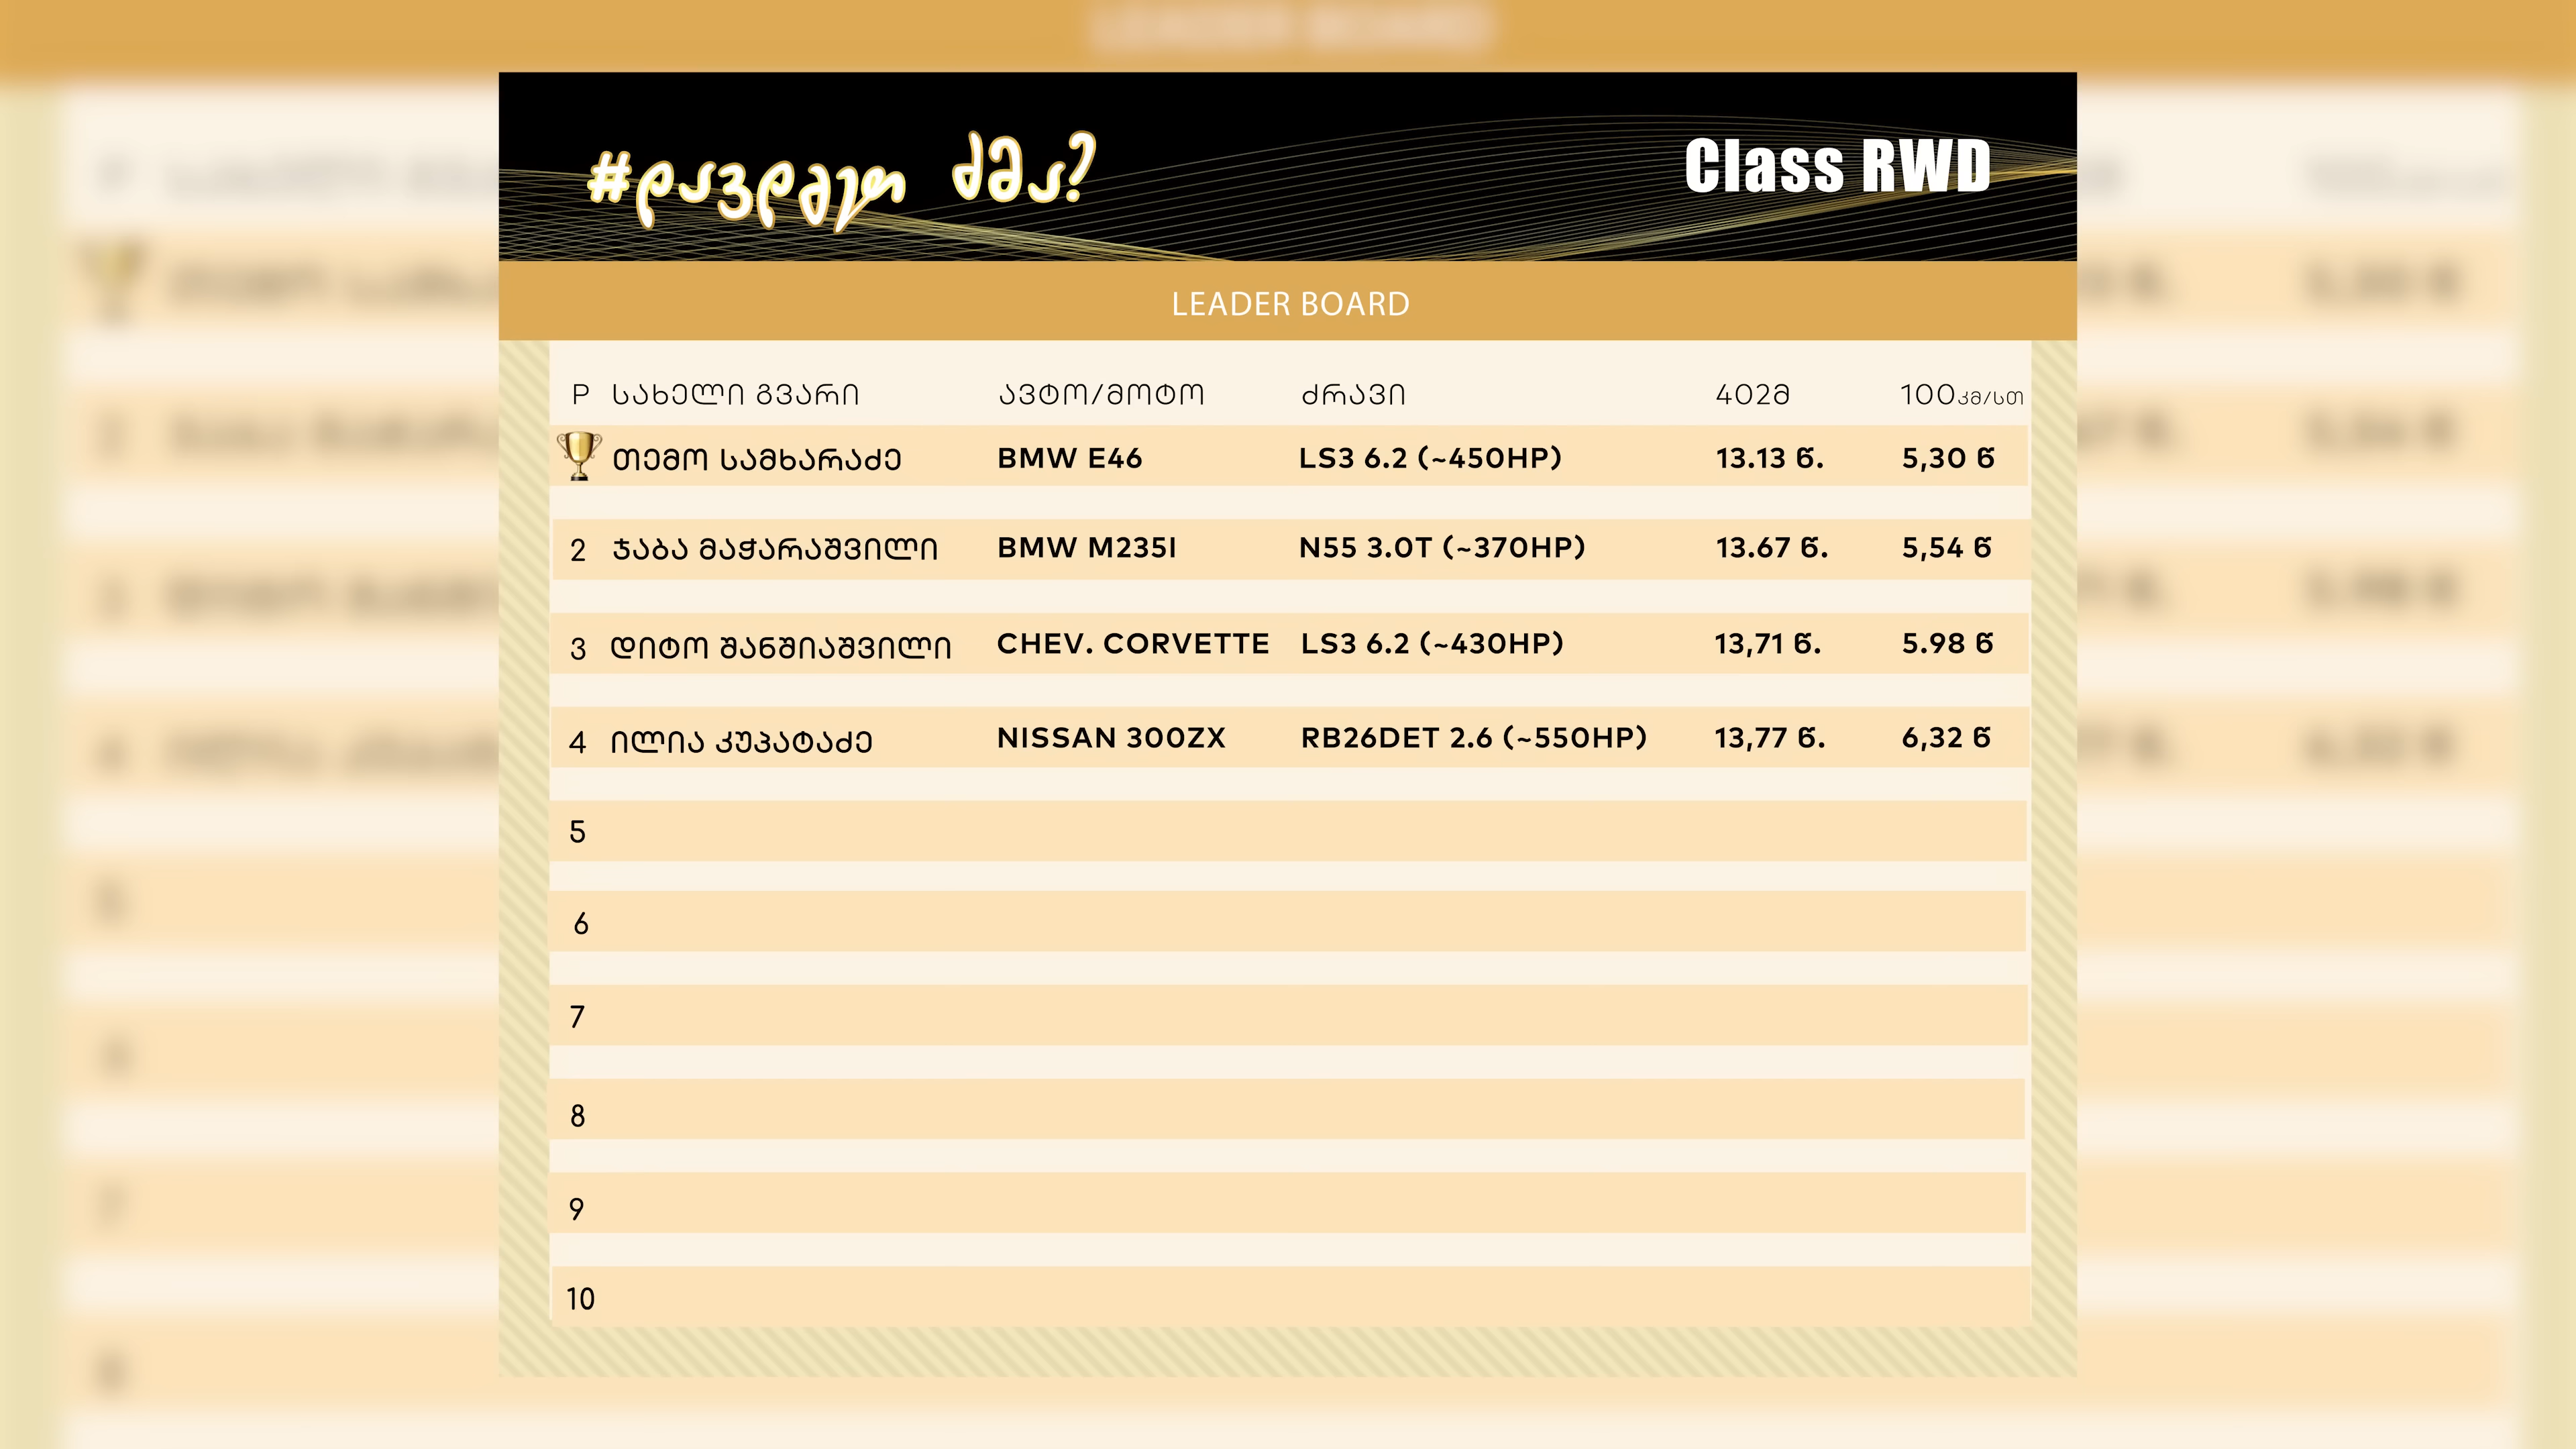 #დავდექი ძმა?
Class RWD
LEADER BOARD
P სახელი გვარი ავტო/მოტო ძრავი 402მ 100კმ/სთ
თემო სამხარაძე BMW E46 LS3 6.2 (~450HP) 13.13 წ. 5,30 წ
2 ჯაბა მაჭარაშვილი BMW M235I N55 3.0T (~370HP) 13.67 წ. 5,54 წ
3 დიტო შანშიაშვილი CHEV. CORVETTE LS3 6.2 (~430HP) 13,71 წ. 5.98 წ
4 ილია კუპატაძე NISSAN 300ZX RB26DET 2.6 (~550HP) 13,77 წ. 6,32 წ
5
6
7
8
9
10